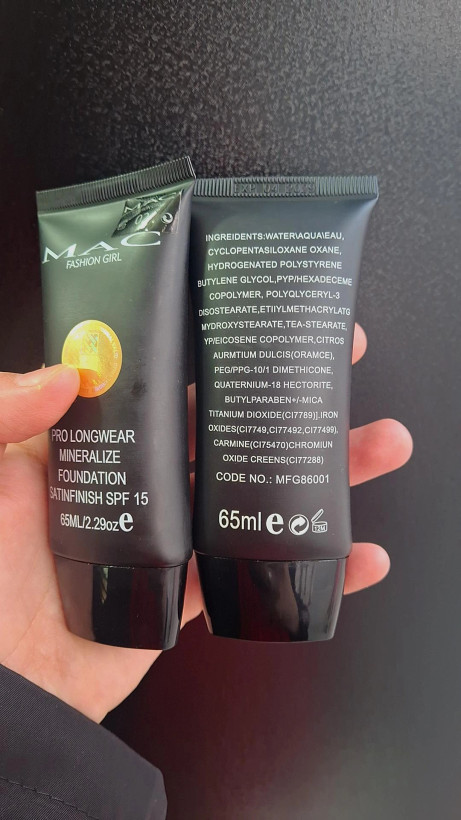 MAC
FASHION GIRL
PRO LONGWEAR
MINERALIZE
FOUNDATION
SATINFINISH SPF 15
65ML/2.29oz e
INGREIDENTS:WATER\AQUA\EAU,
CYCLOPENTASILOXANE OXANE,
HYDROGENATED POLYSTYRENE
BUTYLENE GLYCOL,PYP/HEXADECEME
COPOLYMER, POLYQLYCERYL-3
DISOSTEARATE,ETIIYLMETHACRYLATG
MYDROXYSTEARATE,TEA-STEARATE,
YP/EICOSENE COPOLYMER,CITROS
AURMTIUM DULCIS(ORAMCE),
PEG/PPG-10/1 DIMETHICONE,
QUATERNIUM-18 HECTORITE,
BUTYLPARABEN+/-MICA
TITANIUM DIOXIDE(CI7789)].IRON
OXIDES(CI7749,CI77492,CI77499).
CARMINE(CI75470)CHROMIUN
OXIDE CREENS(CI77288)
CODE NO.: MFG86001
65ml e
12M